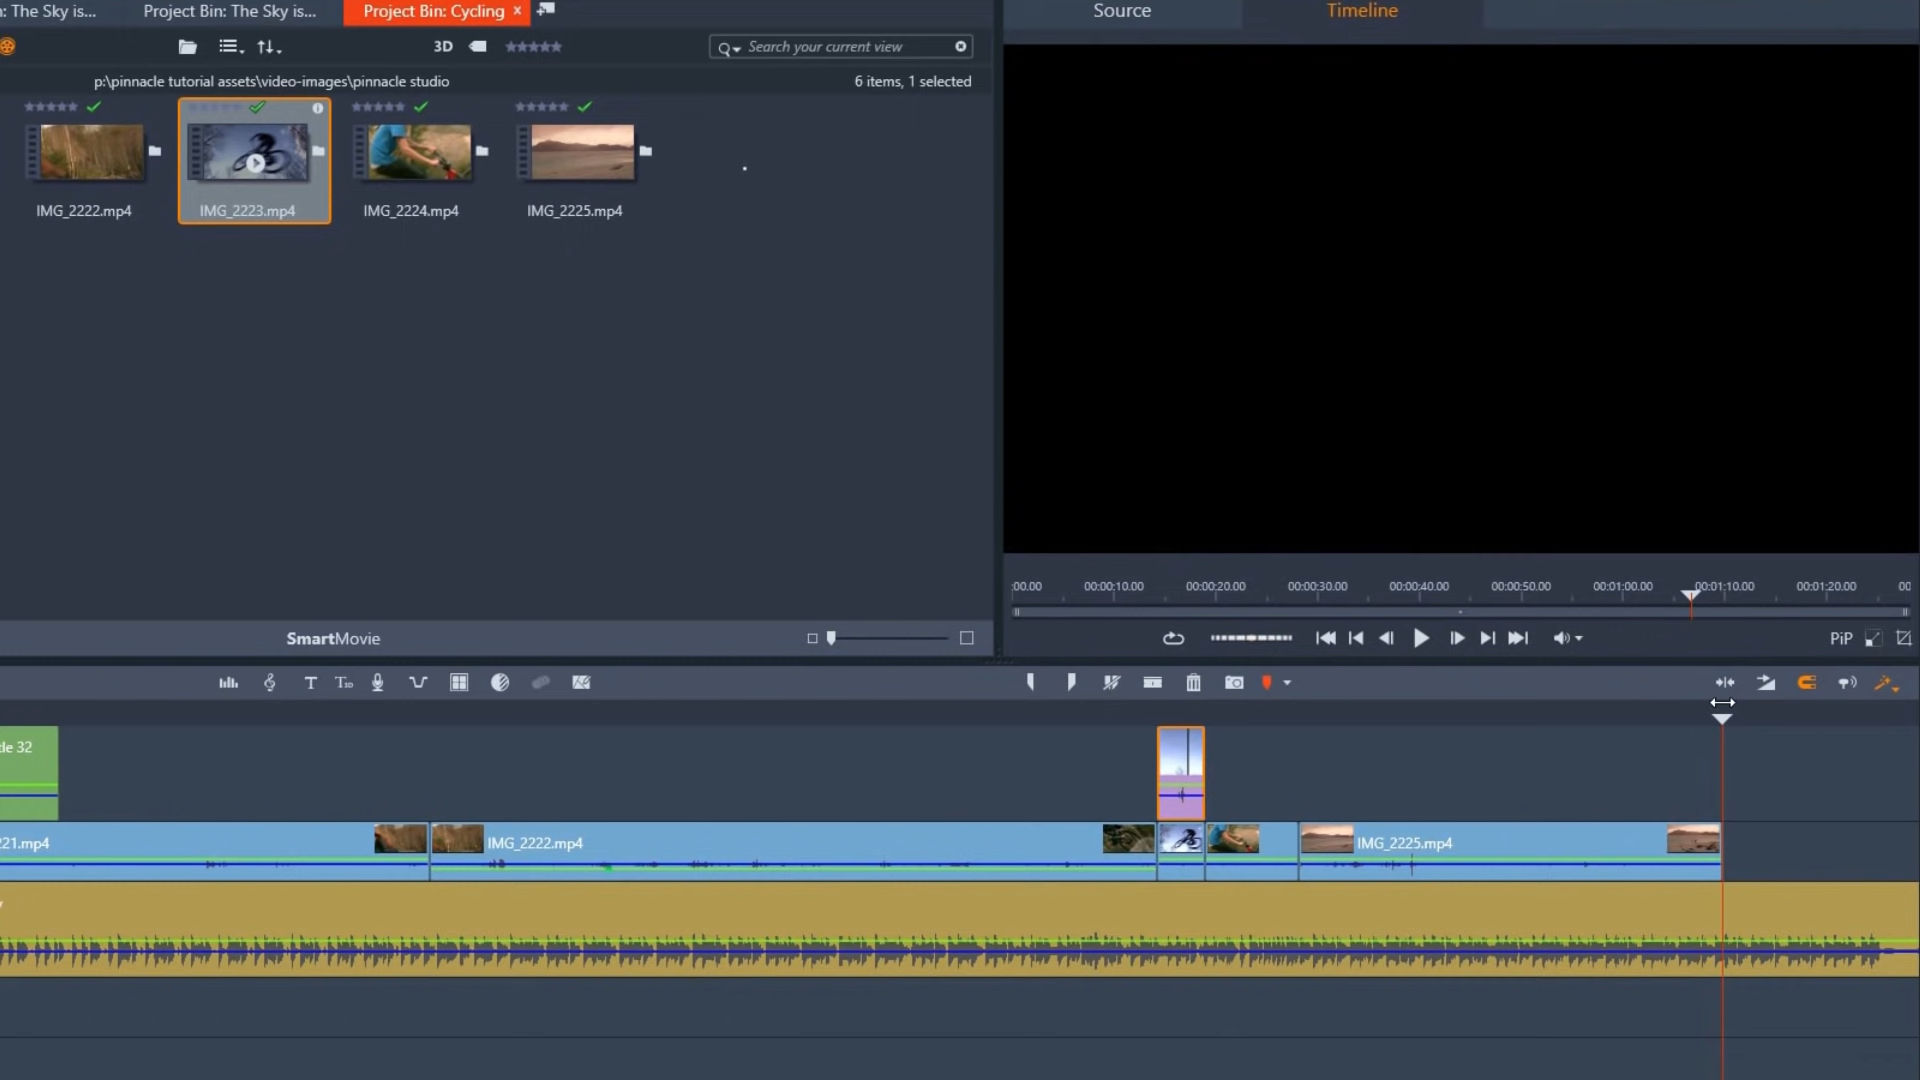 : The Sky is...
Project Bin: The Sky is...
Project Bin: Cycling ×
Source
Timeline
3D
Search your current view
p:\pinnacle tutorial assets\video-images\pinnacle studio
6 items, 1 selected
IMG_2222.mp4
IMG_2223.mp4
IMG_2224.mp4
IMG_2225.mp4
:00.00
00:00:10.00
00:00:20.00
00:00:30.00
00:00:40.00
00:00:50.00
00:01:00.00
00:01:10.00
00:01:20.00
00
SmartMovie
PiP
T
T3D
tle 32
21.mp4
IMG_2222.mp4
IMG_2225.mp4